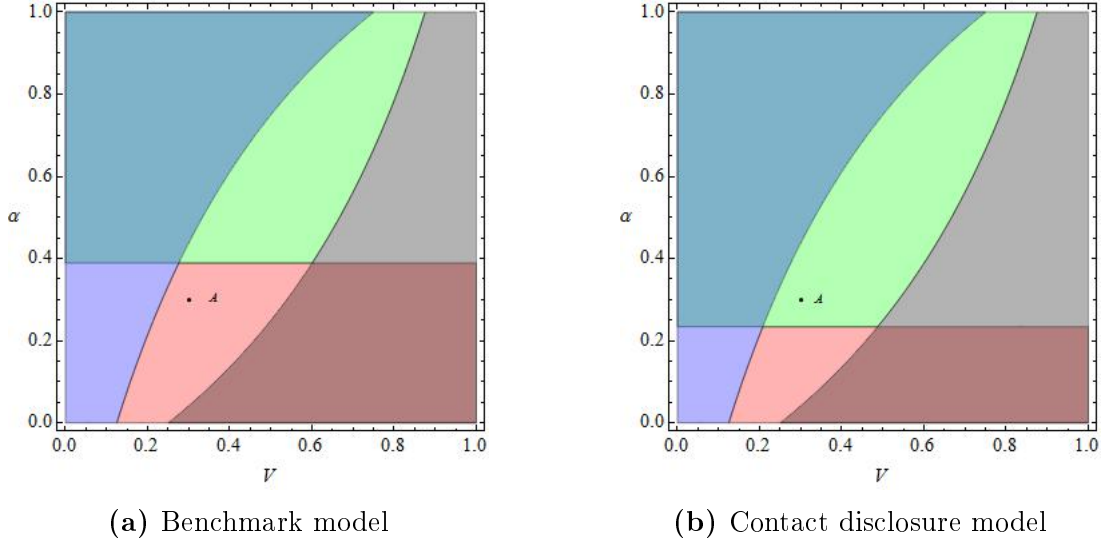 1.0 1.0
0.8 0.8
0.6 0.6
α α
0.4 0.4
A A
0.2 0.2
0.0 0.0
0.0 0.2 0.4 0.6 0.8 1.0 0.0 0.2 0.4 0.6 0.8 1.0
V V
(a) Benchmark model (b) Contact disclosure model